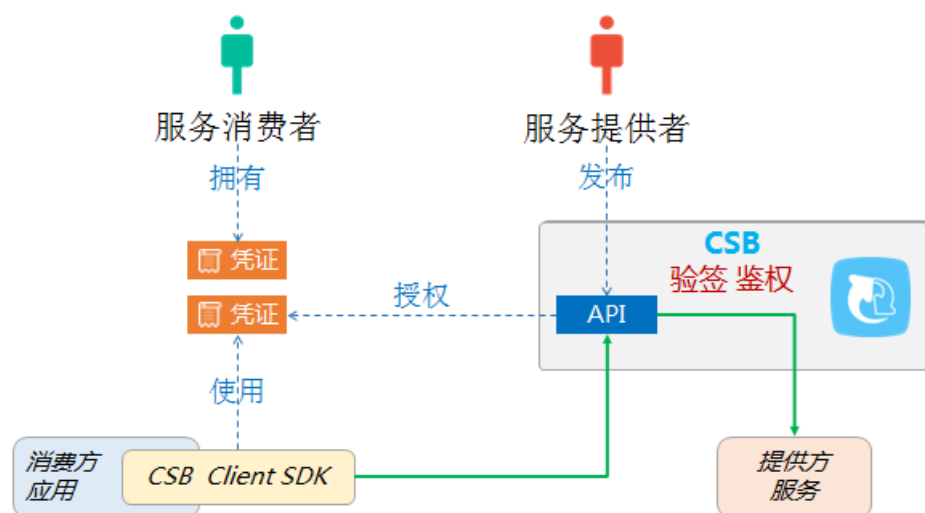 服务消费者
服务提供者
拥有
发布
CSB
验签 鉴权
凭证
凭证
授权
API
使用
消费方
应用
CSB Client SDK
提供方
服务